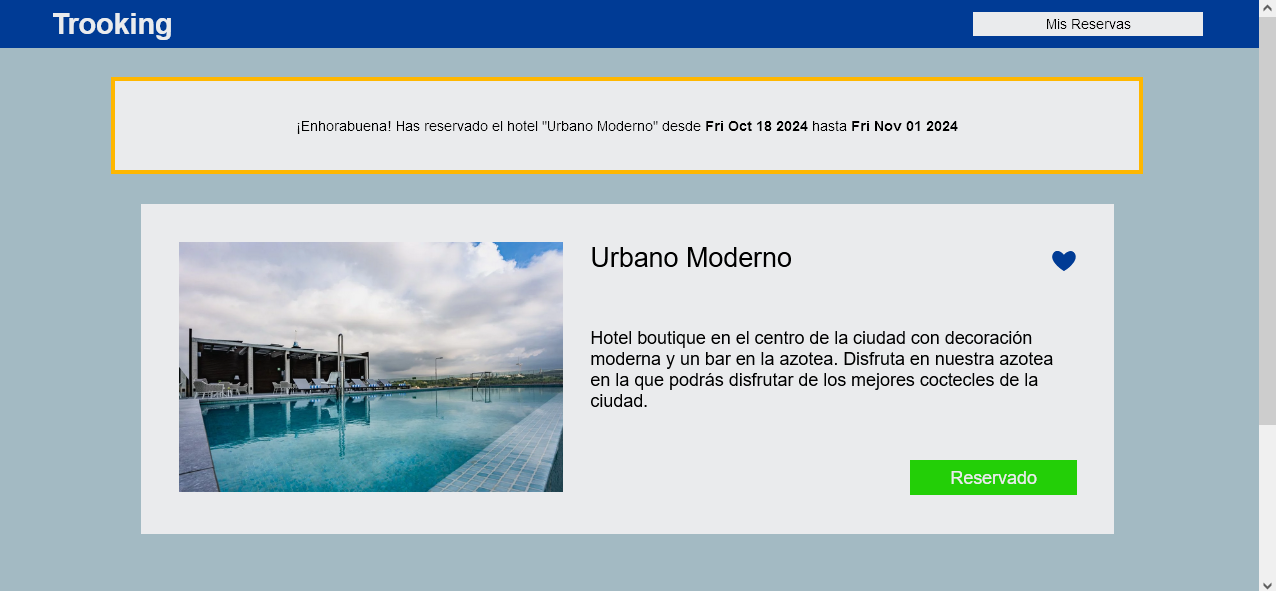 Trooking
Mis Reservas
¡Enhorabuena! Has reservado el hotel "Urbano Moderno" desde Fri Oct 18 2024 hasta Fri Nov 01 2024
Urbano Moderno
Hotel boutique en el centro de la ciudad con decoración
moderna y un bar en la azotea. Disfruta en nuestra azotea
en la que podrás disfrutar de los mejores coctecles de la
ciudad.
Reservado